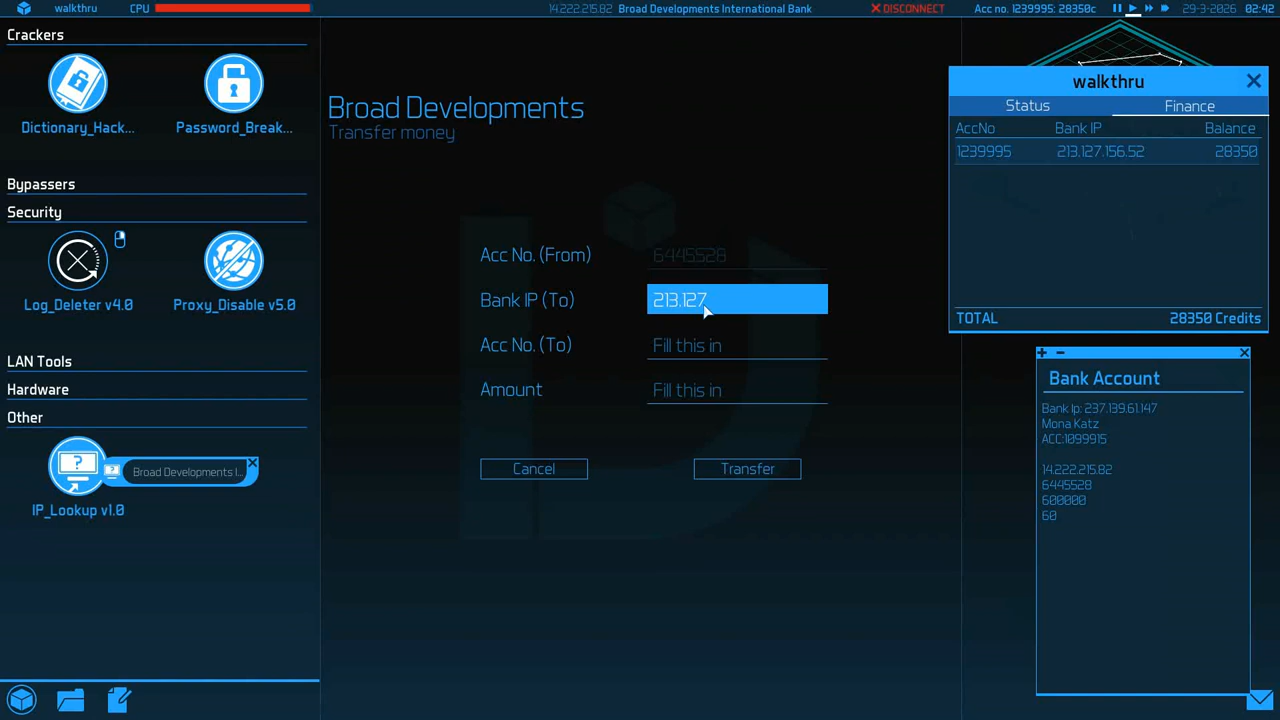 walkthru
CPU
14.222.215.82 Broad Developments International Bank
DISCONNECT
Acc no. 1239995: 28350c
29-3-2026
02:42
Crackers
Dictionary_Hack...
Password_Break...
Bypassers
Security
Log_Deleter v4.0
Proxy_Disable v5.0
LAN Tools
Hardware
Other
Broad Developments I...
IP_Lookup v1.0
Broad Developments
Transfer money
Acc No. (From) 6445528
Bank IP (To) 213.127
Acc No. (To) Fill this in
Amount Fill this in
Cancel
Transfer
walkthru
Status Finance
AccNo Bank IP Balance
1239995 213.127.156.52 28350
TOTAL 28350 Credits
Bank Account
Bank Ip: 237.139.61.147
Mona Katz
ACC:1099915
14.222.215.82
6445528
600000
60